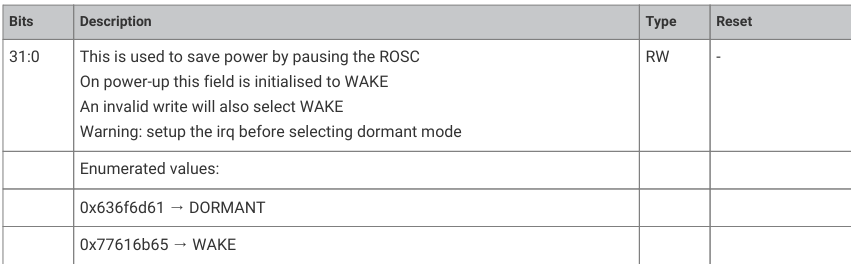 Bits Description Type Reset
31:0 This is used to save power by pausing the ROSC RW -
On power-up this field is initialised to WAKE
An invalid write will also select WAKE
Warning: setup the irq before selecting dormant mode
Enumerated values:
0x636f6d61 → DORMANT
0x77616b65 → WAKE